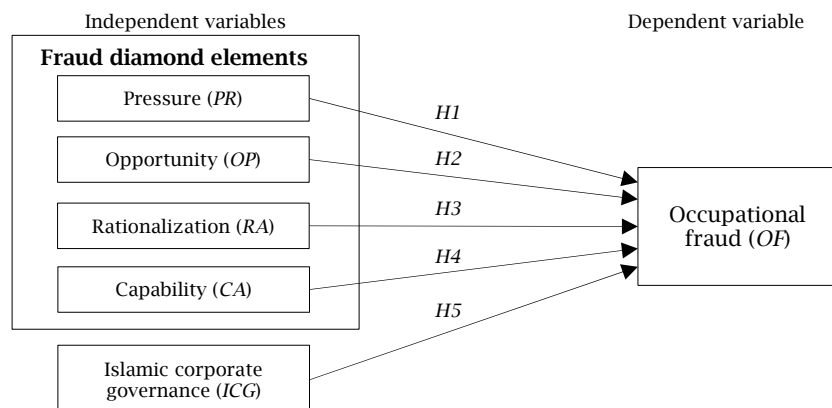 Independent variables
Dependent variable
Fraud diamond elements
Pressure (PR)
H1
Opportunity (OP)
H2
Rationalization (RA)
H3
Occupational
fraud (OF)
Capability (CA)
H4
H5
Islamic corporate
governance (ICG)